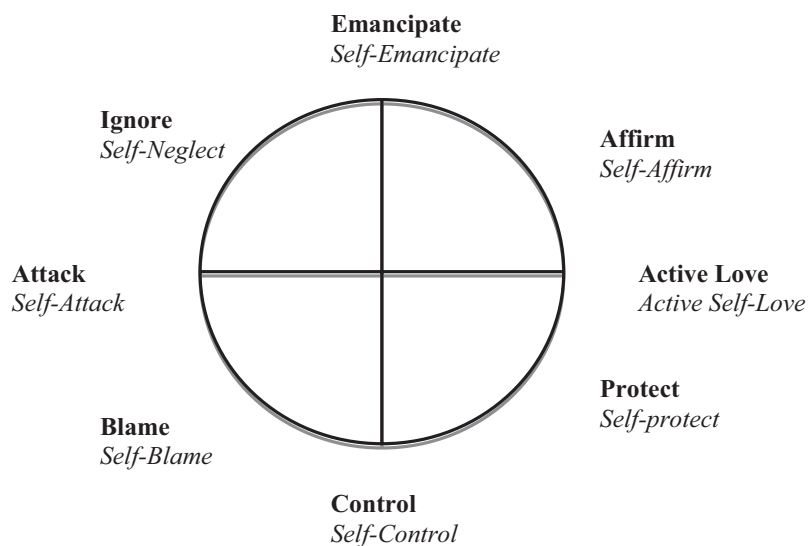 Emancipate
Self-Emancipate
Ignore
Self-Neglect
Affirm
Self-Affirm
Attack
Self-Attack
Active Love
Active Self-Love
Protect
Self-protect
Blame
Self-Blame
Control
Self-Control